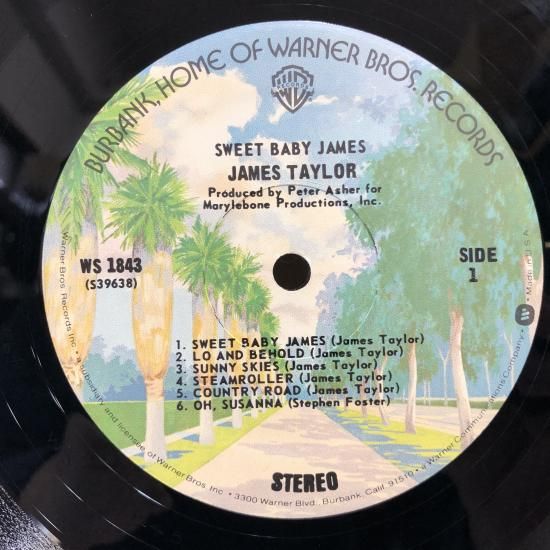 BURBANK, HOME OF WARNER BROS. RECORDS
RECORDS
SWEET BABY JAMES
JAMES TAYLOR
Produced by Peter Asher for
Marylebone Productions, Inc.
WS 1843
(S39638)
SIDE
1
1. SWEET BABY JAMES (James Taylor)
2. LO AND BEHOLD (James Taylor)
3. SUNNY SKIES (James Taylor)
4. STEAMROLLER (James Taylor)
5. COUNTRY ROAD (James Taylor)
6. OH, SUSANNA (Stephen Foster)
STEREO
Warner Bros. Records Inc. • a subsidiary and licensee of Warner Bros. Inc. • 3300 Warner Blvd., Burbank, Calif. 91510 • a Warner Communications Company • Made in U.S.A.